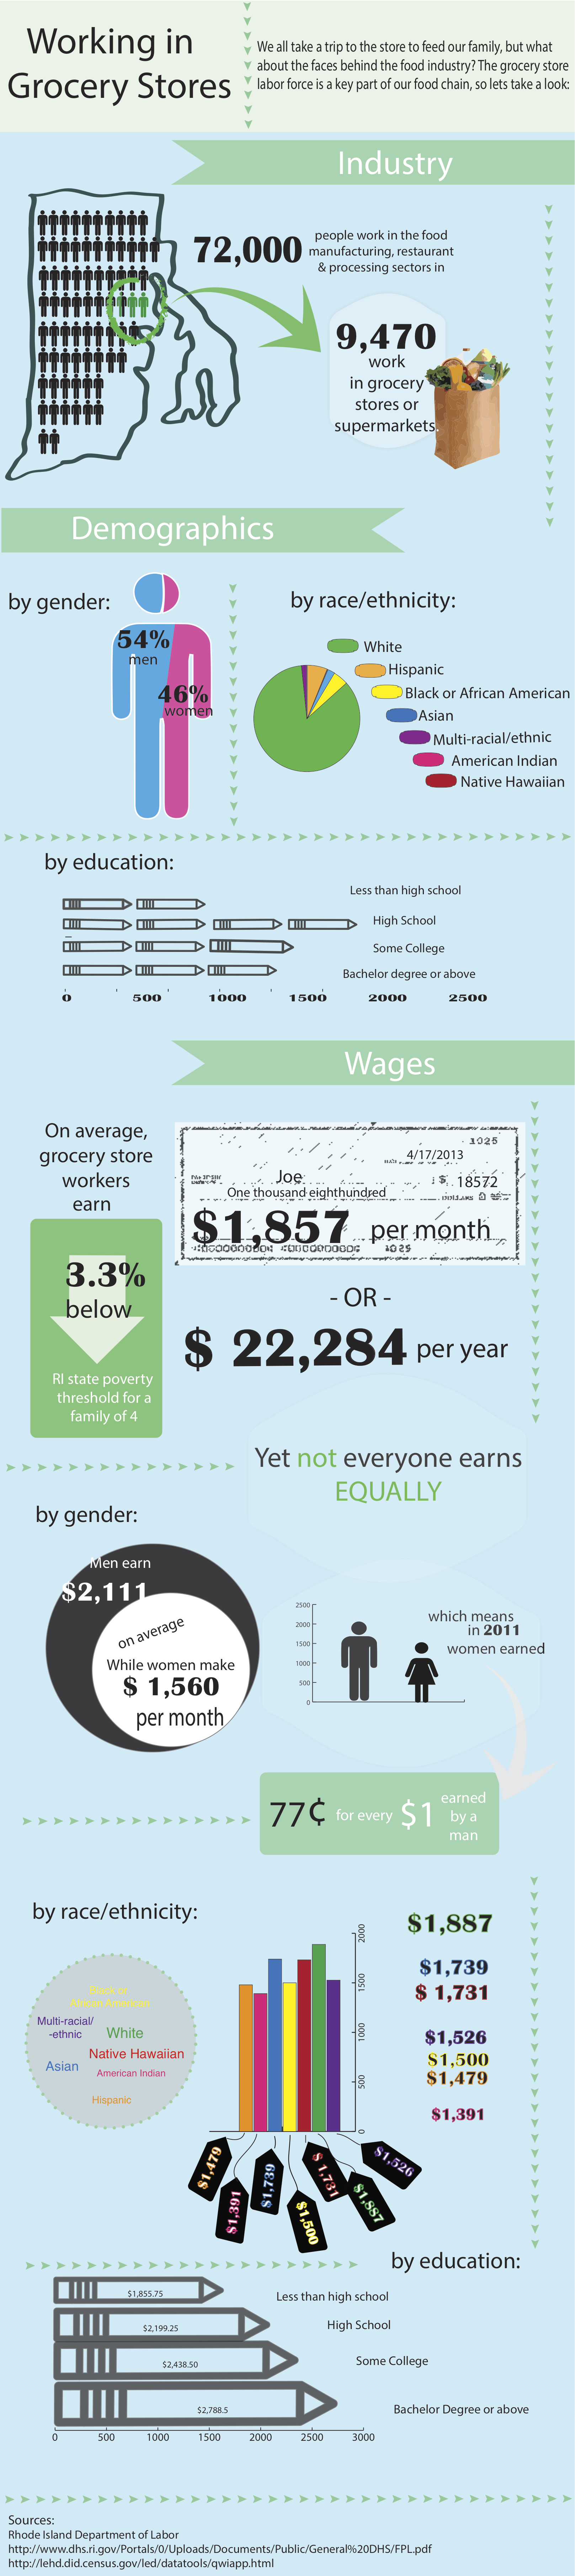 Working in
Grocery Stores
We all take a trip to the store to feed our family, but what
about the faces behind the food industry? The grocery store
labor force is a key part of our food chain, so lets take a look:
Industry
72,000
people work in the food
manufacturing, restaurant
& processing sectors in
9,470
work
in grocery
stores or
supermarkets.
Demographics
by gender:
54%
men
46%
women
by race/ethnicity:
White
Hispanic
Black or African American
Asian
Multi-racial/ethnic
American Indian
Native Hawaiian
by education:
Less than high school
High School
Some College
Bachelor degree or above
0 500 1000 1500 2000 2500
Wages
On average,
grocery store
workers
earn
3.3%
below
RI state poverty
threshold for a
family of 4
1025
4/17/2013
Joe
$ 18572
One thousand eighthundred
DOLLARS
$1,857 per month
1025
- OR -
$ 22,284 per year
Yet not everyone earns
EQUALLY
by gender:
Men earn
$2,111
on average
While women make
$ 1,560
per month
2500
2000
1500
1000
500
0
which means
in 2011
women earned
77¢ for every $1 earned
by a
man
by race/ethnicity:
Black or
African American
Multi-racial/
-ethnic
White
Native Hawaiian
Asian
American Indian
Hispanic
2000
1500
1000
500
0
$1,887
$1,739
$ 1,731
$1,526
$1,500
$1,479
$1,391
$1,479
$1,391
$1,739
$1,500
$1,731
$1,887
$1,526
by education:
$1,855.75
Less than high school
$2,199.25
High School
$2,438.50
Some College
$2,788.5
Bachelor Degree or above
0 500 1000 1500 2000 2500 3000
Sources:
Rhode Island Department of Labor
http://www.dhs.ri.gov/Portals/0/Uploads/Documents/Public/General%20DHS/FPL.pdf
http://lehd.did.census.gov/led/datatools/qwiapp.html